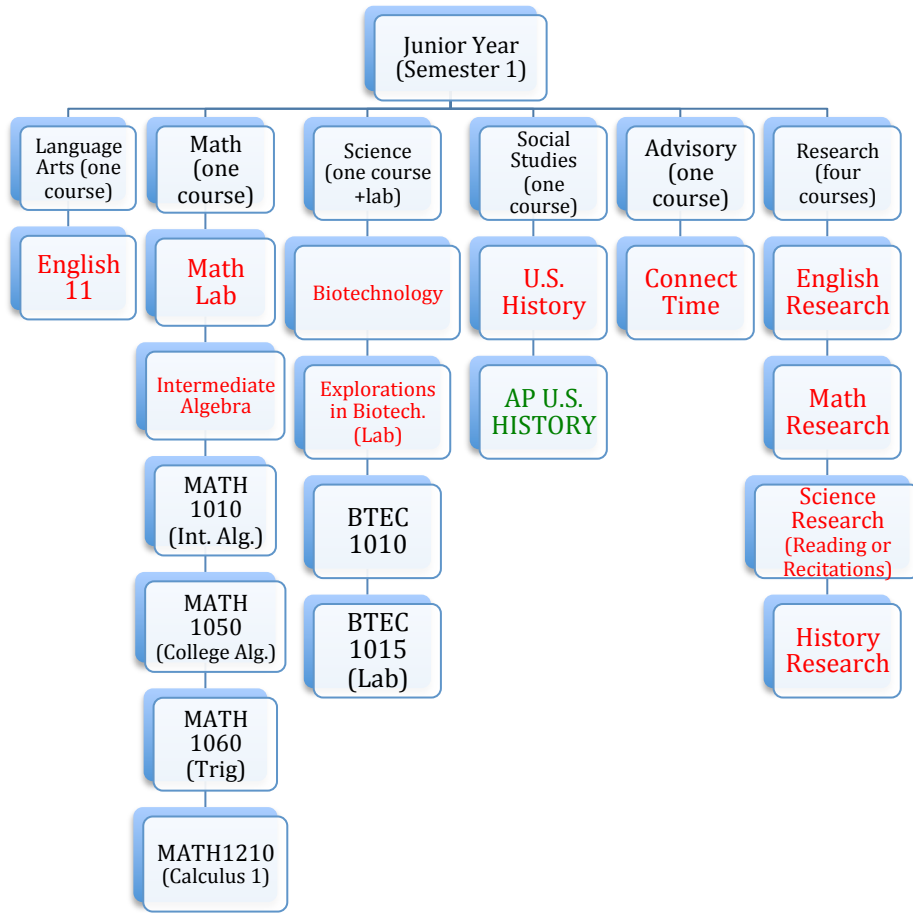 Junior Year
(Semester 1)
Language
Arts (one
course)
Math
(one
course)
Science
(one course
+lab)
Social
Studies
(one
course)
Advisory
(one
course)
Research
(four
courses)
English
11
Math
Lab
Intermediate
Algebra
MATH
1010
(Int. Alg.)
MATH
1050
(College Alg.)
MATH
1060
(Trig)
MATH1210
(Calculus 1)
Biotechnology
Explorations
in Biotech.
(Lab)
BTEC
1010
BTEC
1015
(Lab)
U.S.
History
AP U.S.
HISTORY
Connect
Time
English
Research
Math
Research
Science
Research
(Reading or
Recitations)
History
Research